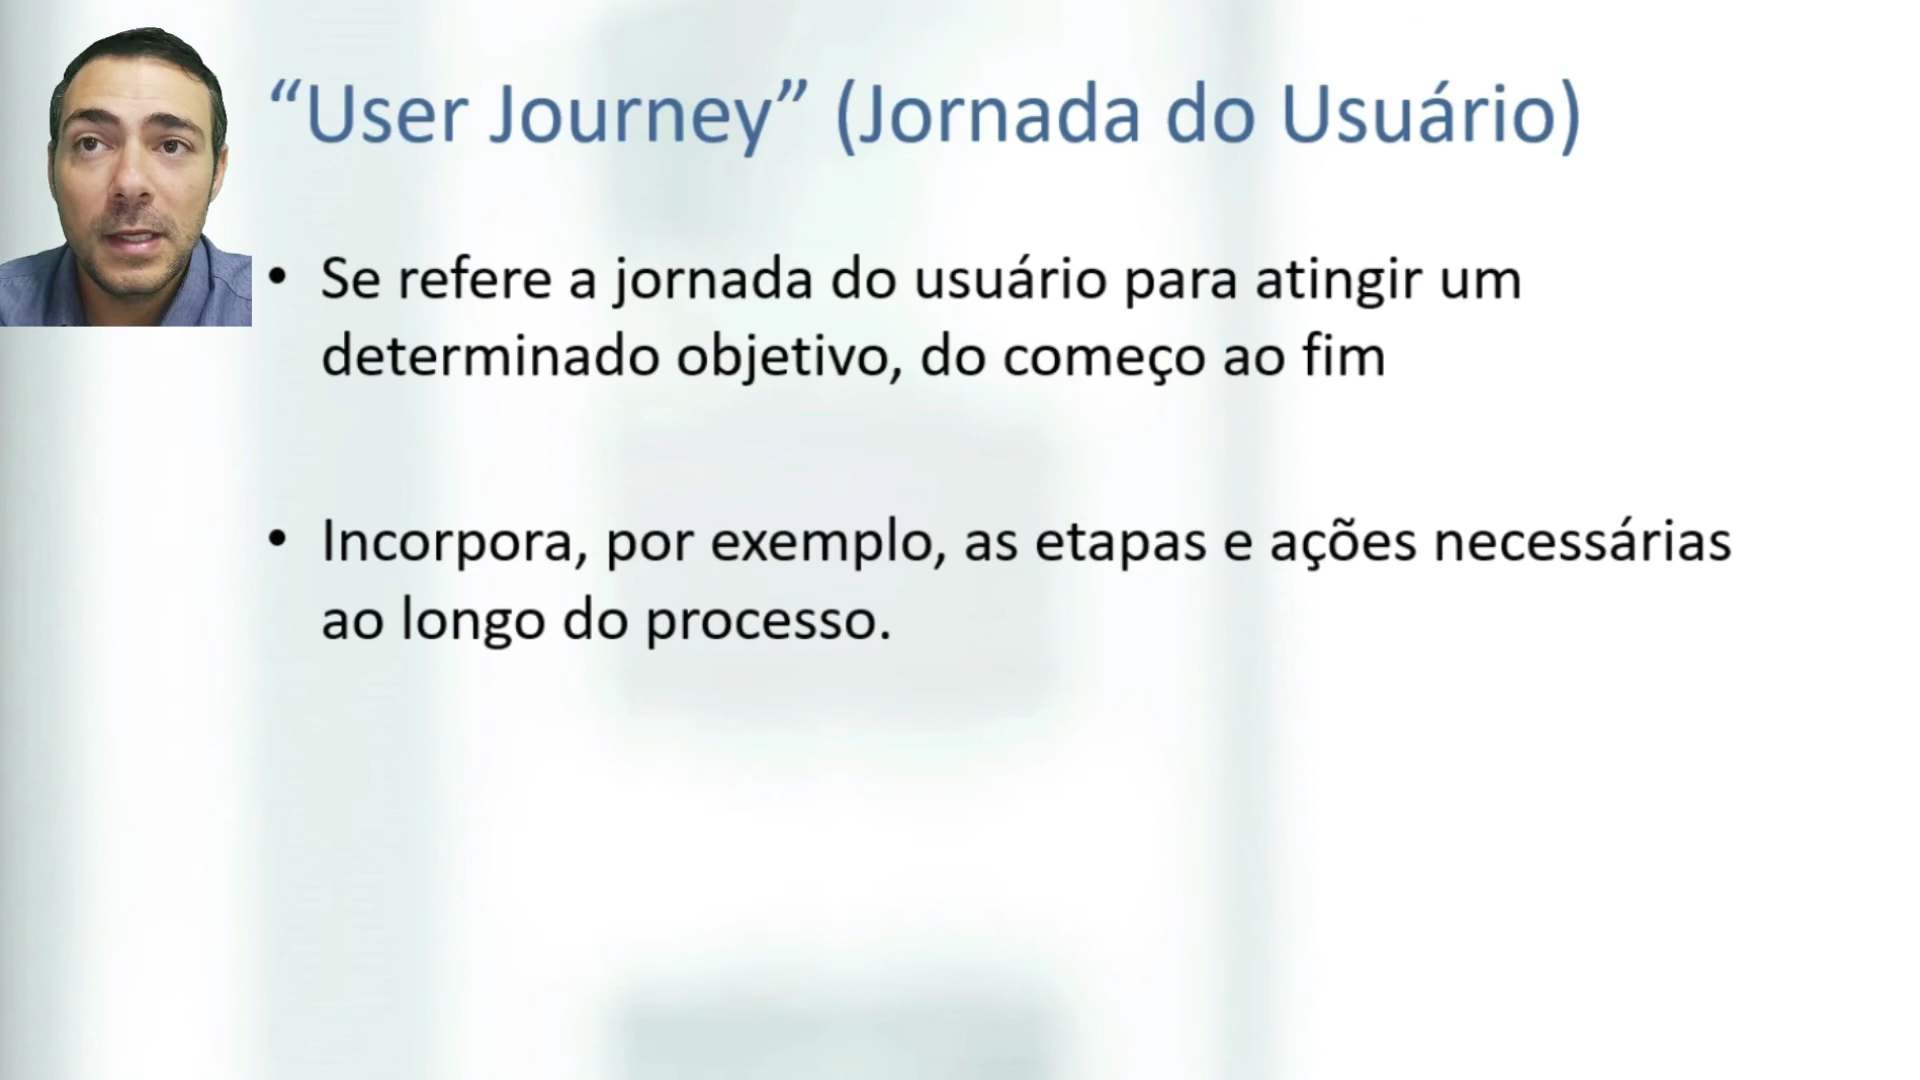 “User Journey” (Jornada do Usuário)
• Se refere a jornada do usuário para atingir um
determinado objetivo, do começo ao fim
• Incorpora, por exemplo, as etapas e ações necessárias
ao longo do processo.